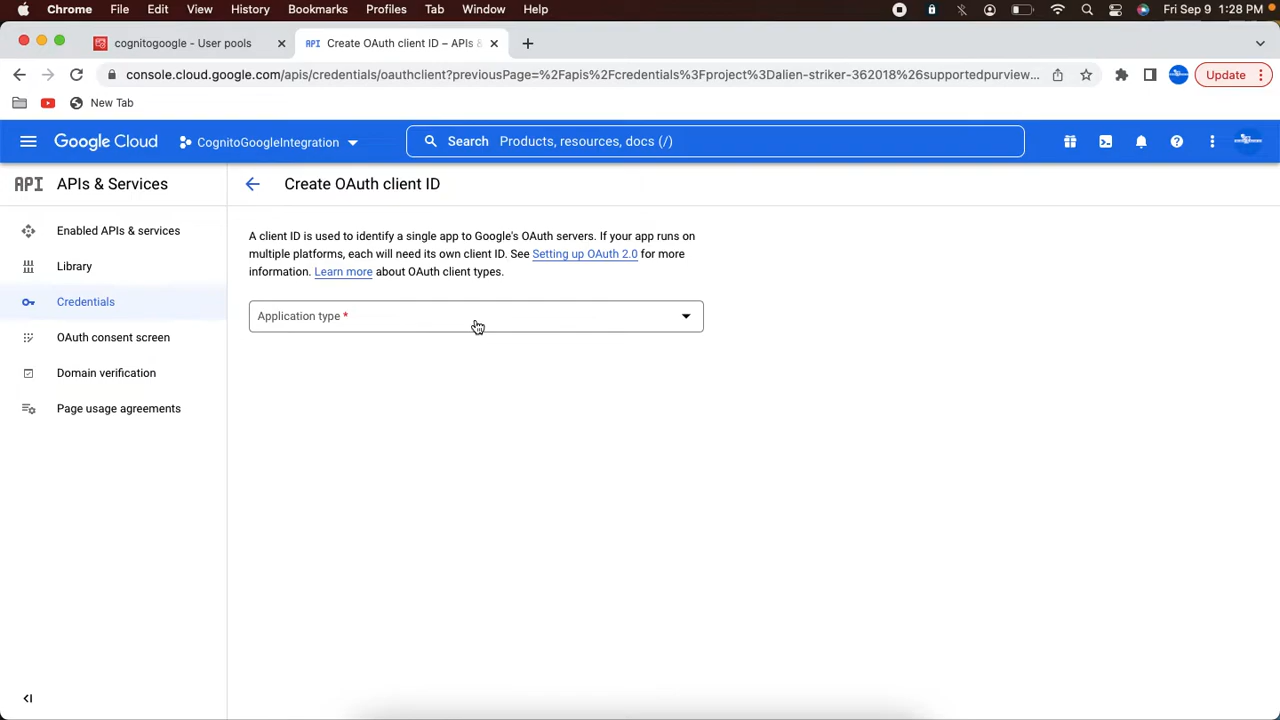 Chrome File Edit View History Bookmarks Profiles Tab Window Help Fri Sep 9 1:28 PM
cognitogoogle - User pools
API Create OAuth client ID – APIs &
console.cloud.google.com/apis/credentials/oauthclient?previousPage=%2Fapis%2Fcredentials%3Fproject%3Dalien-striker-362018%26supportedpurview...
Update
New Tab
Google Cloud CognitoGoogleIntegration Search Products, resources, docs (/)
API APIs & Services
Create OAuth client ID
Enabled APIs & services
Library
Credentials
OAuth consent screen
Domain verification
Page usage agreements
A client ID is used to identify a single app to Google's OAuth servers. If your app runs on
multiple platforms, each will need its own client ID. See Setting up OAuth 2.0 for more
information. Learn more about OAuth client types.
Application type *